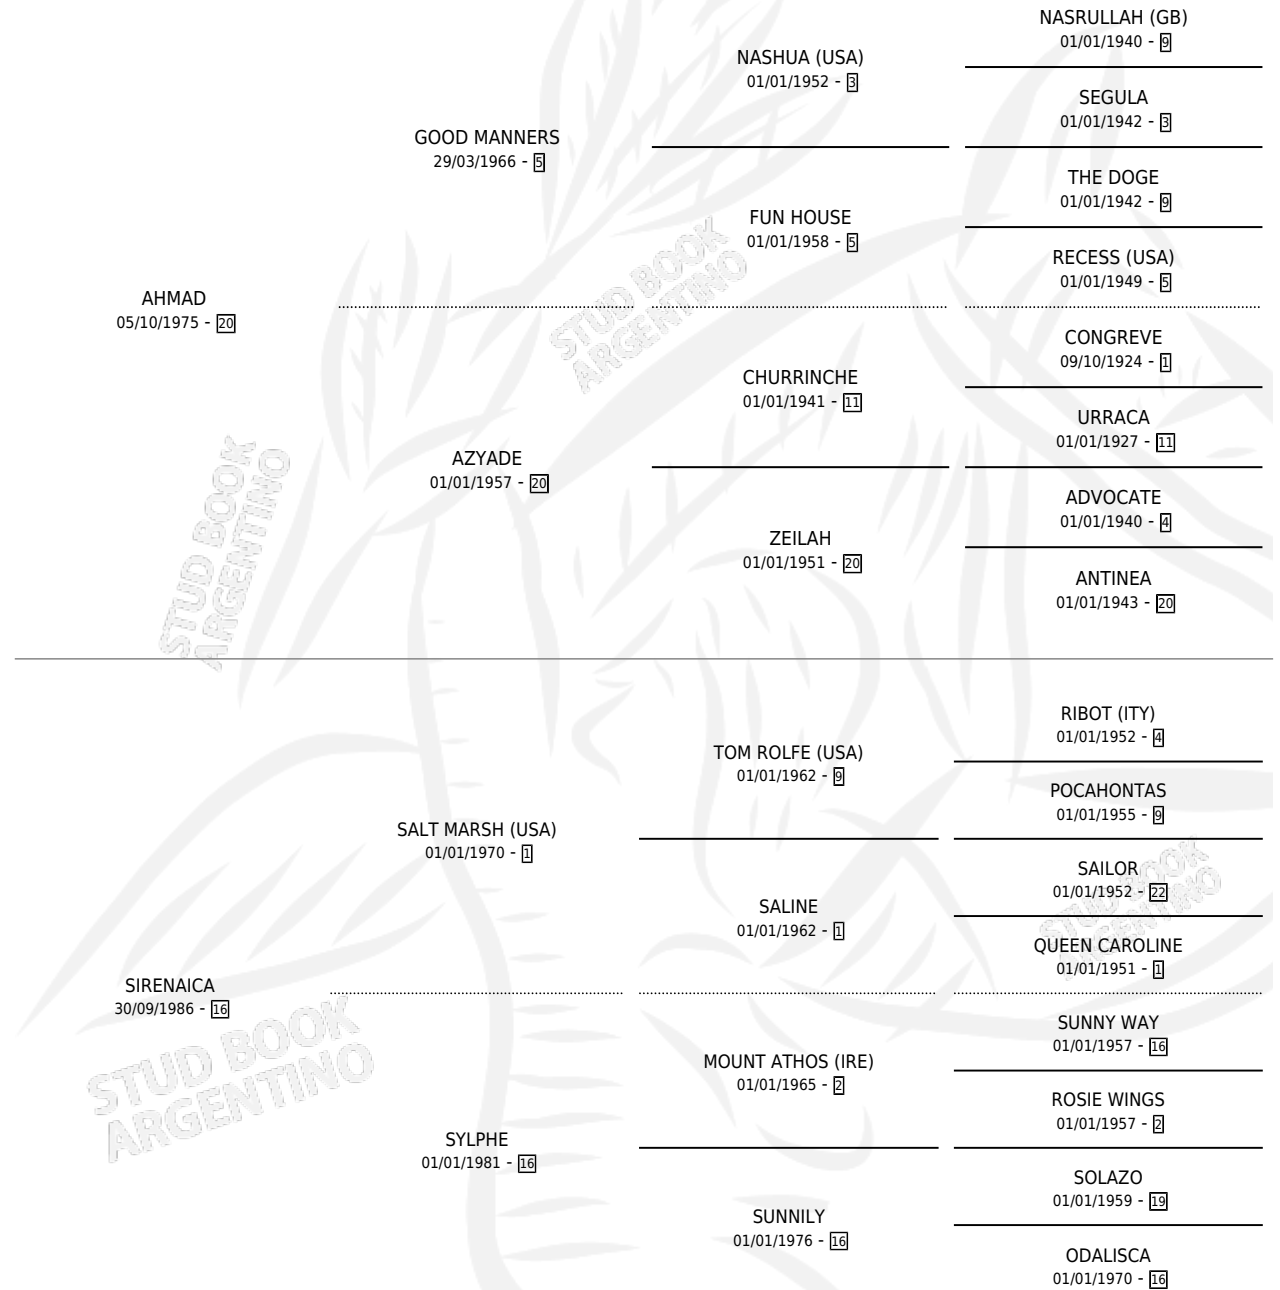 NASRULLAH (GB)
01/01/1940 - 9
NASHUA (USA)
01/01/1952 - 3
SEGULA
01/01/1942 - 3
GOOD MANNERS
29/03/1966 - 5
THE DOGE
01/01/1942 - 9
FUN HOUSE
01/01/1958 - 5
RECESS (USA)
01/01/1949 - 5
AHMAD
05/10/1975 - 20
CONGREVE
09/10/1924 - 1
CHURRINCHE
01/01/1941 - 11
URRACA
01/01/1927 - 11
AZYADE
01/01/1957 - 20
ADVOCATE
01/01/1940 - 4
ZEILAH
01/01/1951 - 20
ANTINEA
01/01/1943 - 20
RIBOT (ITY)
01/01/1952 - 4
TOM ROLFE (USA)
01/01/1962 - 9
POCAHONTAS
01/01/1955 - 9
SALT MARSH (USA)
01/01/1970 - 1
SAILOR
01/01/1952 - 22
SALINE
01/01/1962 - 1
QUEEN CAROLINE
01/01/1951 - 1
SIRENAICA
30/09/1986 - 16
SUNNY WAY
01/01/1957 - 16
MOUNT ATHOS (IRE)
01/01/1965 - 2
ROSIE WINGS
01/01/1957 - 2
SYLPHE
01/01/1981 - 16
SOLAZO
01/01/1959 - 19
SUNNILY
01/01/1976 - 16
ODALISCA
01/01/1970 - 16
STUD BOOK
ARGENTINO
STUD BOOK
ARGENTINO
STUD BOOK
ARGENTINO
STUD BOOK
ARGENTINO